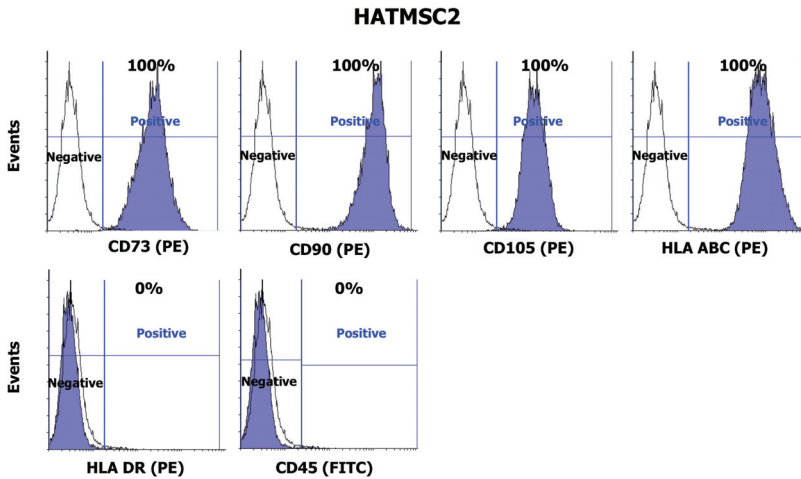 HATMSC2
100% 100% 100% 100%
Positive Positive Positive Positive
Events
Negative Negative Negative Negative
CD73 (PE) CD90 (PE) CD105 (PE) HLA ABC (PE)
0% 0%
Positive Positive
Events
Negative Negative
HLA DR (PE) CD45 (FITC)